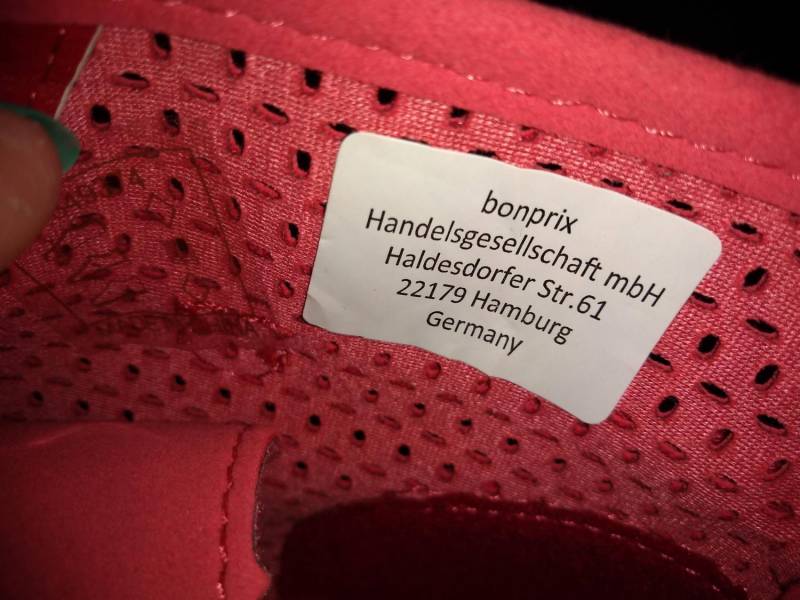 bonprix
Handelsgesellschaft mbH
Haldesdorfer Str.61
22179 Hamburg
Germany